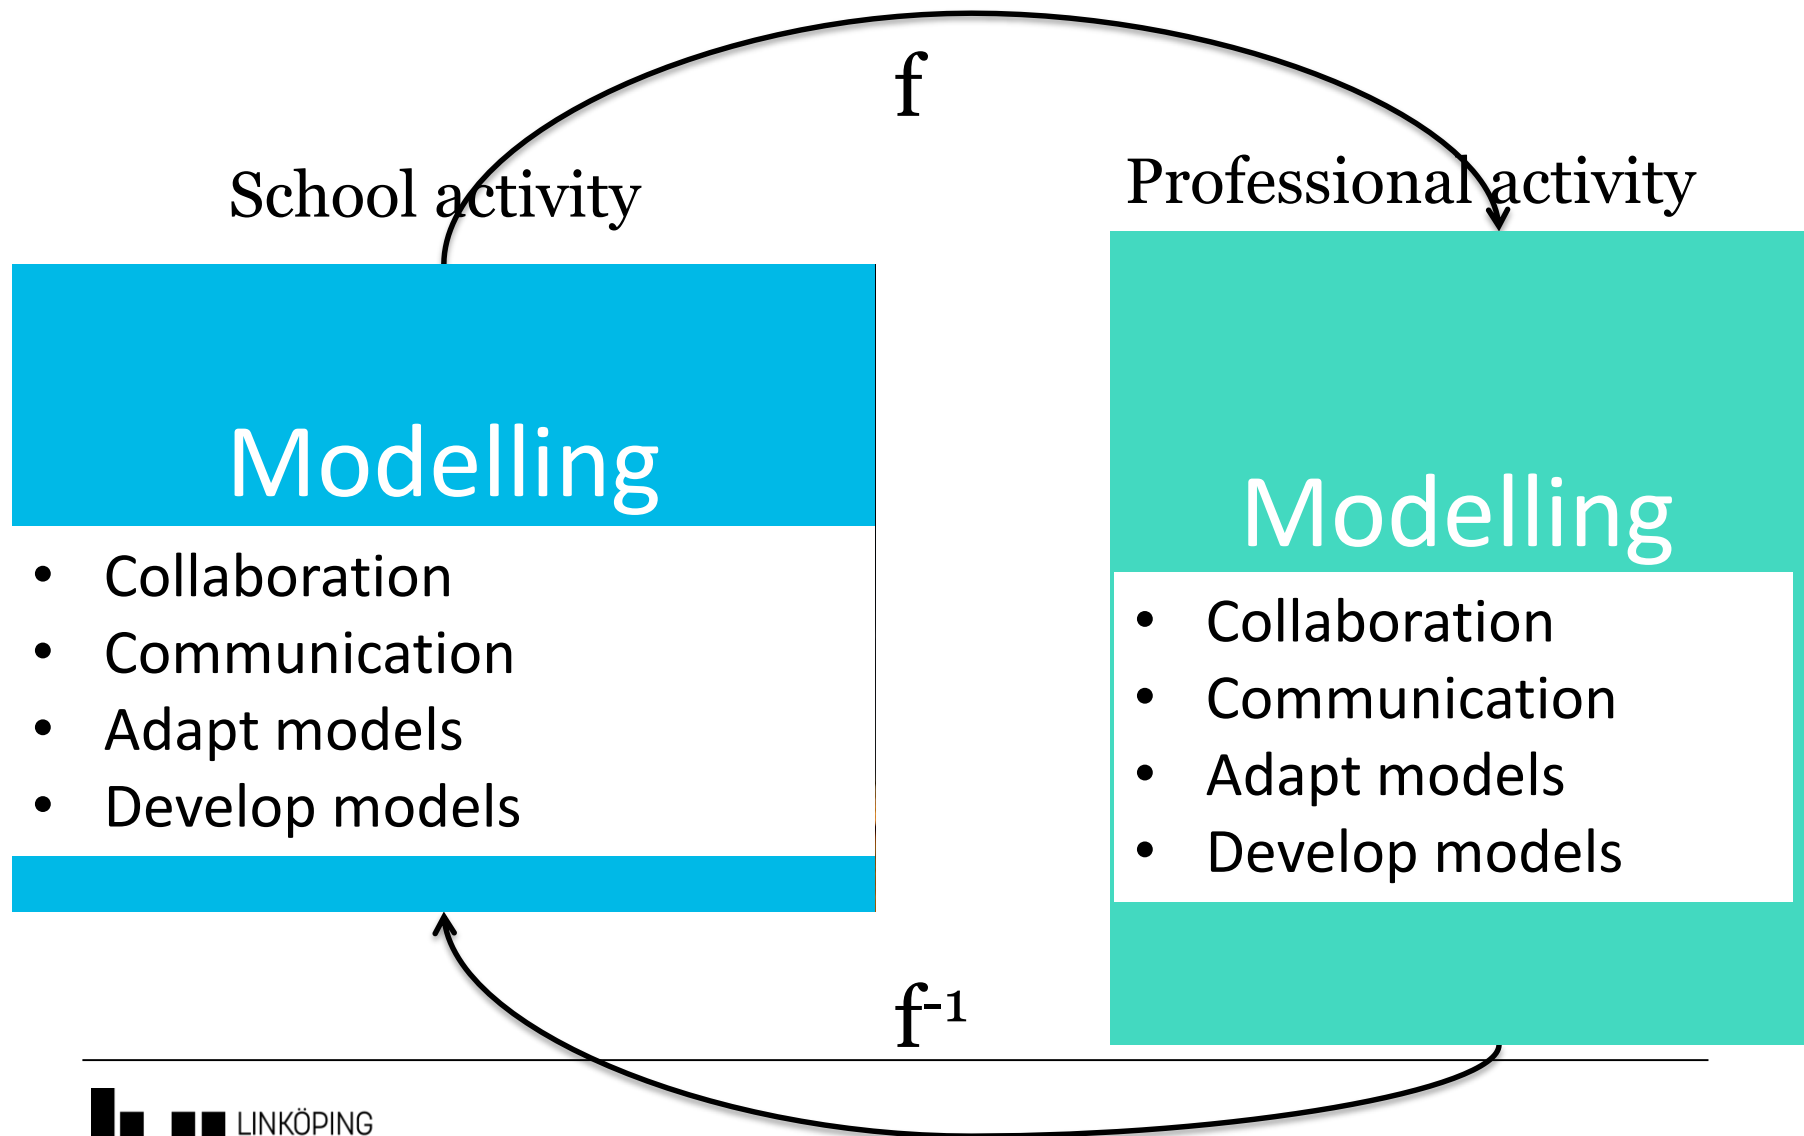 f
School activity
Professional activity
Modelling
• Collaboration
• Communication
• Adapt models
• Develop models
Modelling
• Collaboration
• Communication
• Adapt models
• Develop models
f⁻¹
LINKÖPING